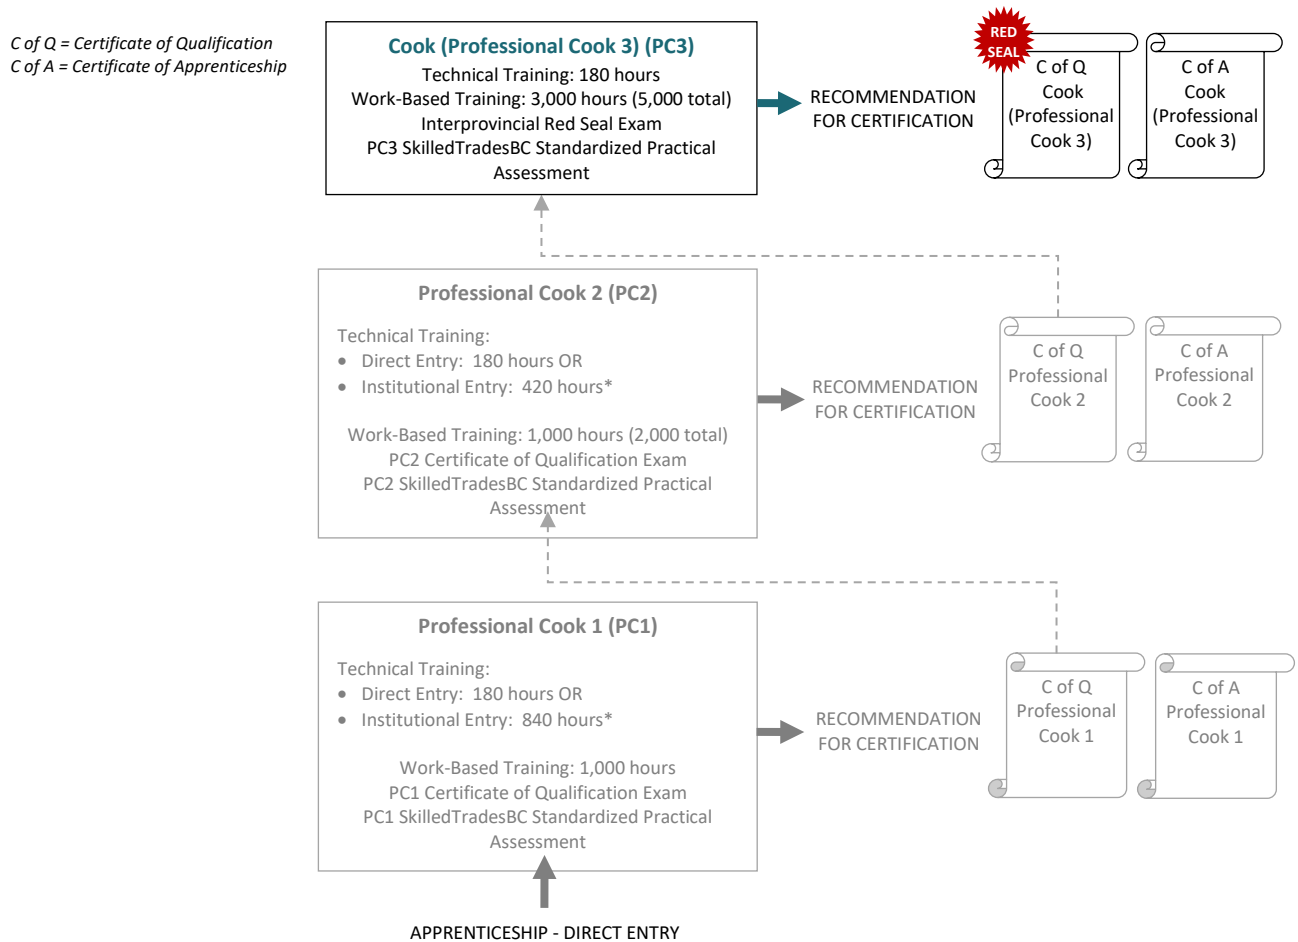 C of Q = Certificate of Qualification
C of A = Certificate of Apprenticeship
Cook (Professional Cook 3) (PC3)
Technical Training: 180 hours
Work-Based Training: 3,000 hours (5,000 total)
Interprovincial Red Seal Exam
PC3 SkilledTradesBC Standardized Practical
Assessment
RECOMMENDATION
FOR CERTIFICATION
RED
SEAL
C of Q
Cook
(Professional
Cook 3)
C of A
Cook
(Professional
Cook 3)
Professional Cook 2 (PC2)
Technical Training:
• Direct Entry: 180 hours OR
• Institutional Entry: 420 hours*
Work-Based Training: 1,000 hours (2,000 total)
PC2 Certificate of Qualification Exam
PC2 SkilledTradesBC Standardized Practical
Assessment
RECOMMENDATION
FOR CERTIFICATION
C of Q
Professional
Cook 2
C of A
Professional
Cook 2
Professional Cook 1 (PC1)
Technical Training:
• Direct Entry: 180 hours OR
• Institutional Entry: 840 hours*
Work-Based Training: 1,000 hours
PC1 Certificate of Qualification Exam
PC1 SkilledTradesBC Standardized Practical
Assessment
RECOMMENDATION
FOR CERTIFICATION
C of Q
Professional
Cook 1
C of A
Professional
Cook 1
APPRENTICESHIP - DIRECT ENTRY